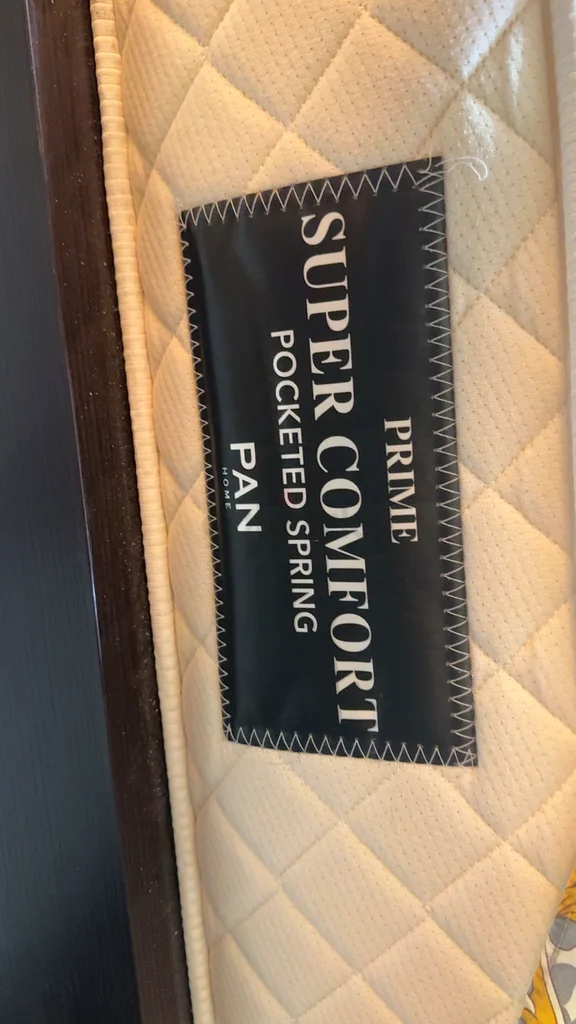 PRIME
SUPER COMFORT
POCKETED SPRING
PAN
HOME